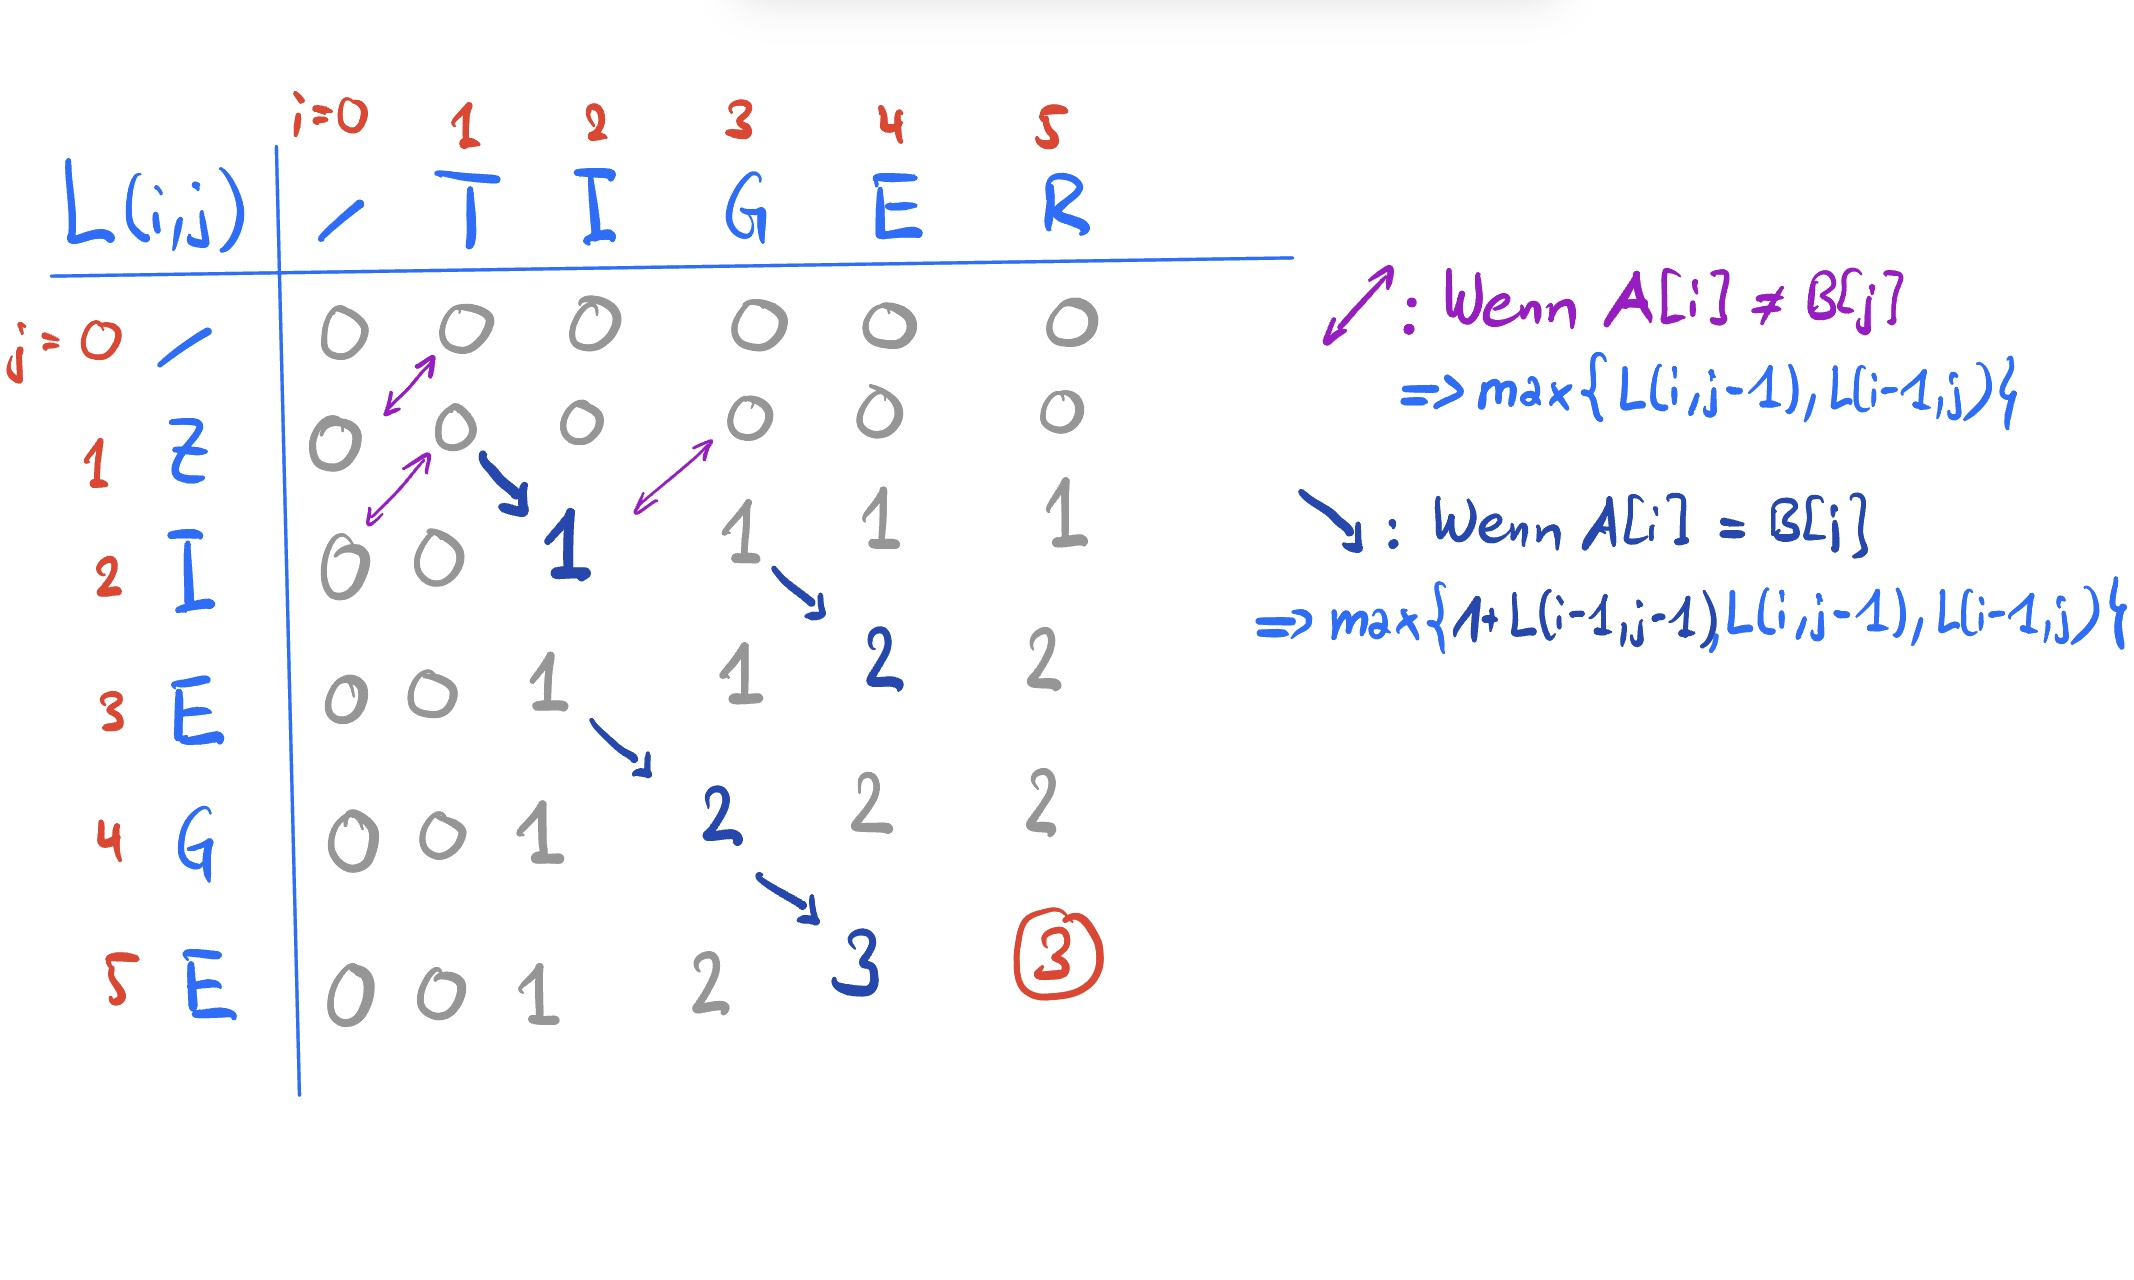 i=0 1 2 3 4 5
L(i,j) / T I G E R
j=0 / 0 0 0 0 0 0
1 Z 0 0 0 0 0 0
2 I 0 0 1 1 1 1
3 E 0 0 1 1 2 2
4 G 0 0 1 2 2 2
5 E 0 0 1 2 3 3
: Wenn A[i] ≠ B[j]
=> max{L(i,j-1), L(i-1,j)}
: Wenn A[i] = B[j]
=> max{1+L(i-1,j-1), L(i,j-1), L(i-1,j)}